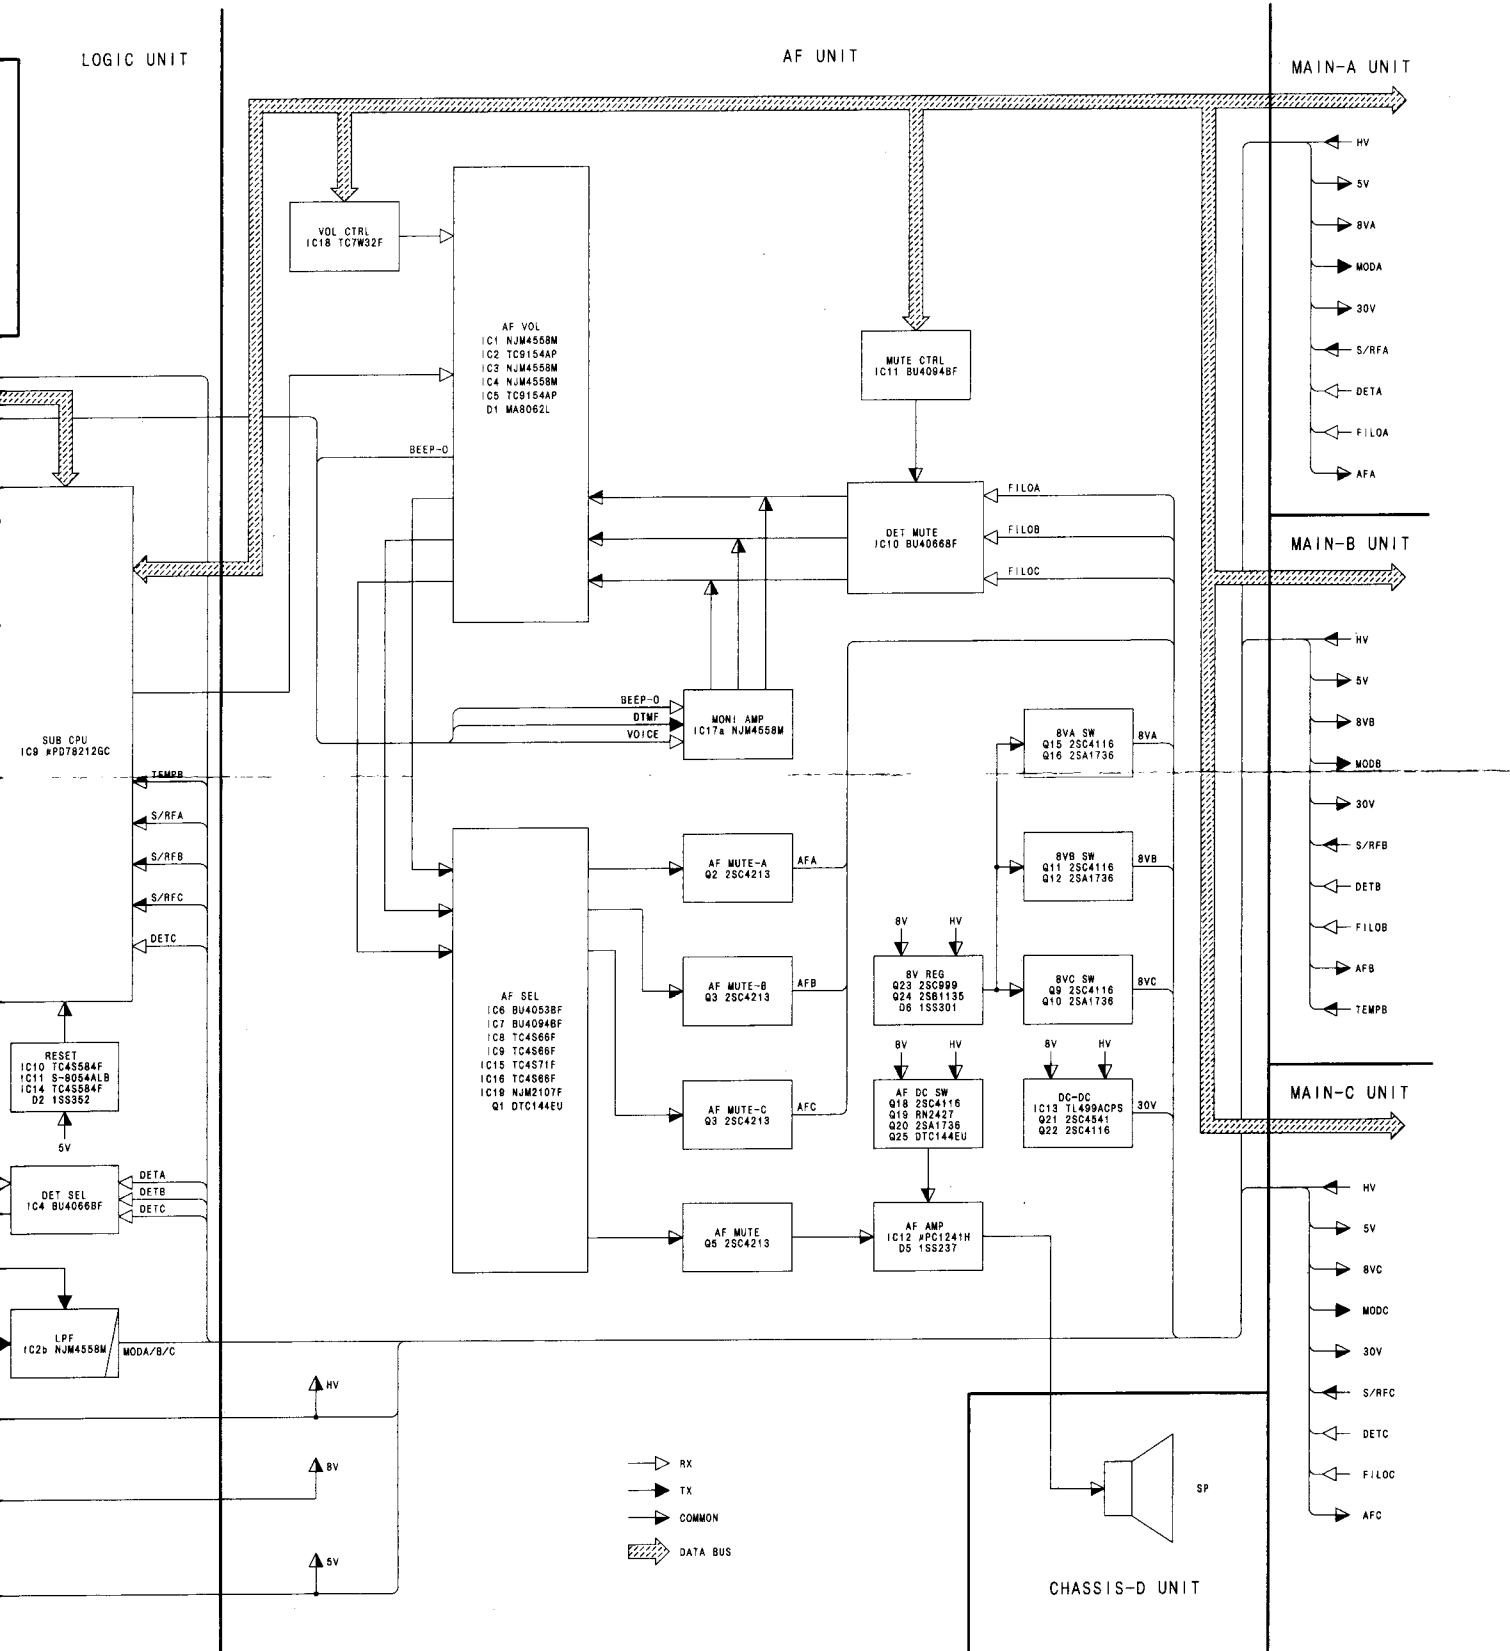 LOGIC UNIT
AF UNIT
MAIN-A UNIT
HV
5V
8VA
MODA
30V
S/RFA
DETA
FILOA
AFA
VOL CTRL
IC18 TC7W32F
AF VOL
IC1 NJM4558M
IC2 TC9154AP
IC3 NJM4558M
IC4 NJM4558M
IC5 TC9154AP
D1 MA8062L
MUTE CTRL
IC11 BU4094BF
BEEP-O
DET MUTE
IC10 BU4066BF
FILOA
FILOB
FILOC
MAIN-B UNIT
HV
5V
8VB
MODB
30V
S/RFB
DETB
FILOB
AFB
TEMPB
SUB CPU
IC9 μPD78212GC
TEMPB
S/RFA
S/RFB
S/RFC
DETC
BEEP-O
DTMF
VOICE
MONI AMP
IC17a NJM4558M
8VA SW
Q15 2SC4116
Q16 2SA1736
8VA
8VB SW
Q11 2SC4116
Q12 2SA1736
8VB
8VC SW
Q9 2SC4116
Q10 2SA1736
8VC
AF MUTE-A
Q2 2SC4213
AFA
AF MUTE-B
Q3 2SC4213
AFB
AF MUTE-C
Q3 2SC4213
AFC
8V
HV
8V REG
Q23 2SC999
Q24 2SB1135
D6 1SS301
AF SEL
IC6 BU4053BF
IC7 BU4094BF
IC8 TC4S66F
IC9 TC4S66F
IC15 TC4S71F
IC16 TC4S66F
IC19 NJM2107F
Q1 DTC144EU
8V
HV
AF DC SW
Q18 2SC4116
Q19 RN2427
Q20 2SA1736
Q25 DTC144EU
8V
HV
DC-DC
IC13 TL499ACPS
Q21 2SC4541
Q22 2SC4116
30V
RESET
IC10 TC4S584F
IC11 S-8054ALB
IC14 TC4S584F
D2 1SS352
5V
DET SEL
IC4 BU4066BF
DETA
DETB
DETC
AF MUTE
Q5 2SC4213
AF AMP
IC12 μPC1241H
D5 1SS237
LPF
IC2b NJM4558M
MODA/B/C
MAIN-C UNIT
HV
5V
8VC
MODC
30V
S/RFC
DETC
FILOC
AFC
HV
8V
5V
RX
TX
COMMON
DATA BUS
SP
CHASSIS-D UNIT